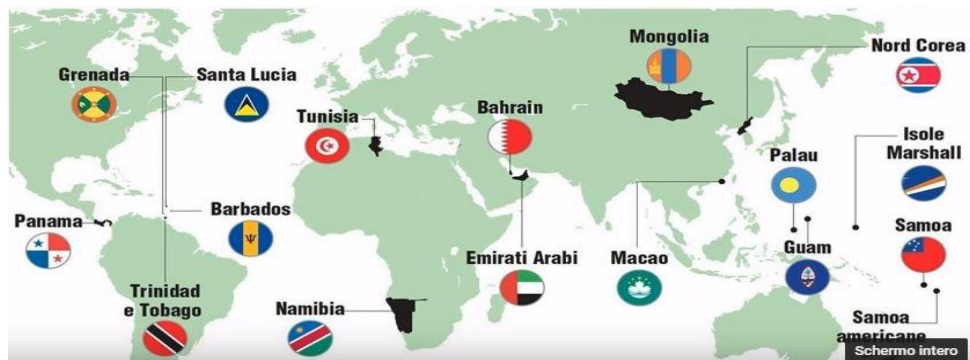 Mongolia
Nord Corea
Grenada
Santa Lucia
Tunisia
Bahrain
Isole
Marshall
Palau
Panama
Barbados
Samoa
Guam
Emirati Arabi
Macao
Trinidad
e Tobago
Namibia
Samoa
americane
Schermo intero